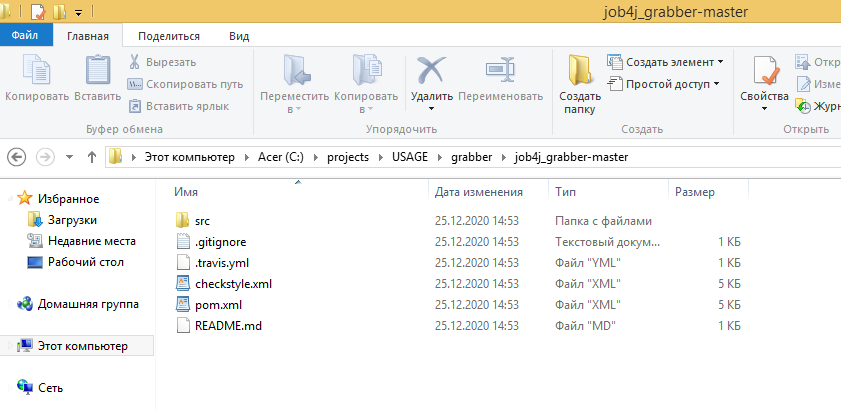 job4j_grabber-master
Файл Главная Поделиться Вид
Копировать Вставить Вырезать Скопировать путь Вставить ярлык
Переместить в Копировать в Удалить Переименовать
Создать папку Создать элемент Простой доступ
Свойства Откр Изме Журн
Буфер обмена Упорядочить Создать Открыть
Этот компьютер Acer (C:) projects USAGE grabber job4j_grabber-master
Избранное
Загрузки
Недавние места
Рабочий стол
Домашняя группа
Этот компьютер
Сеть
Имя Дата изменения Тип Размер
src 25.12.2020 14:53 Папка с файлами
.gitignore 25.12.2020 14:53 Текстовый докум... 1 КБ
.travis.yml 25.12.2020 14:53 Файл "YML" 1 КБ
checkstyle.xml 25.12.2020 14:53 Файл "XML" 5 КБ
pom.xml 25.12.2020 14:53 Файл "XML" 5 КБ
README.md 25.12.2020 14:53 Файл "MD" 1 КБ